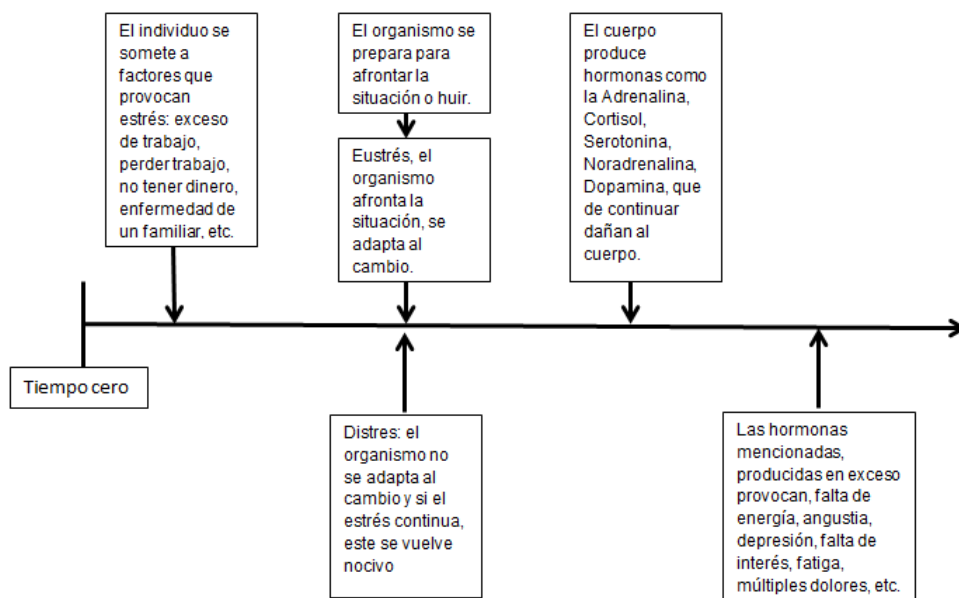 El individuo se
somete a
factores que
provocan
estrés: exceso
de trabajo,
perder trabajo,
no tener dinero,
enfermedad de
un familiar, etc.
El organismo se
prepara para
afrontar la
situación o huir.
Eustrés, el
organismo
afronta la
situación, se
adapta al
cambio.
El cuerpo
produce
hormonas como
la Adrenalina,
Cortisol,
Serotonina,
Noradrenalina,
Dopamina, que
de continuar
dañan al
cuerpo.
Tiempo cero
Distres: el
organismo no
se adapta al
cambio y si el
estrés continua,
este se vuelve
nocivo
Las hormonas
mencionadas,
producidas en exceso
provocan, falta de
energía, angustia,
depresión, falta de
interés, fatiga,
múltiples dolores, etc.